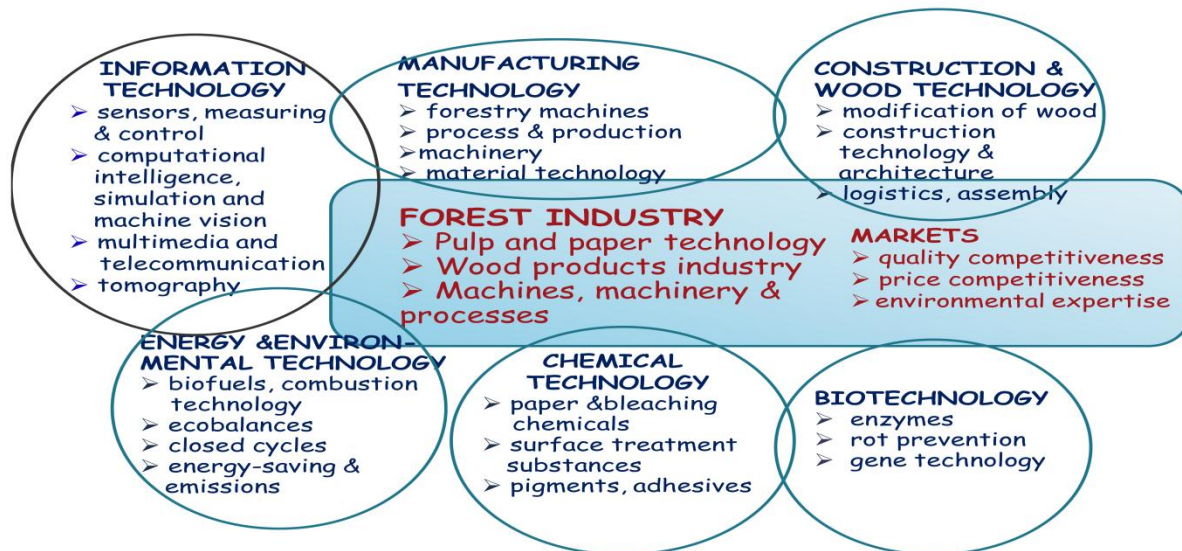 INFORMATION
TECHNOLOGY
➢ sensors, measuring
& control
➢ computational
intelligence,
simulation and
machine vision
➢ multimedia and
telecommunication
➢ tomography
MANUFACTURING
TECHNOLOGY
➢ forestry machines
➢ process & production
➢machinery
➢ material technology
CONSTRUCTION &
WOOD TECHNOLOGY
➢ modification of wood
➢ construction
technology &
architecture
➢ logistics, assembly
FOREST INDUSTRY
➢ Pulp and paper technology
➢ Wood products industry
➢ Machines, machinery &
processes
MARKETS
➢ quality competitiveness
➢ price competitiveness
➢environmental expertise
ENERGY &ENVIRON-
MENTAL TECHNOLOGY
➢ biofuels, combustion
technology
➢ ecobalances
➢ closed cycles
➢ energy-saving &
emissions
CHEMICAL
TECHNOLOGY
➢ paper &bleaching
chemicals
➢ surface treatment
substances
➢ pigments, adhesives
BIOTECHNOLOGY
➢ enzymes
➢ rot prevention
➢ gene technology